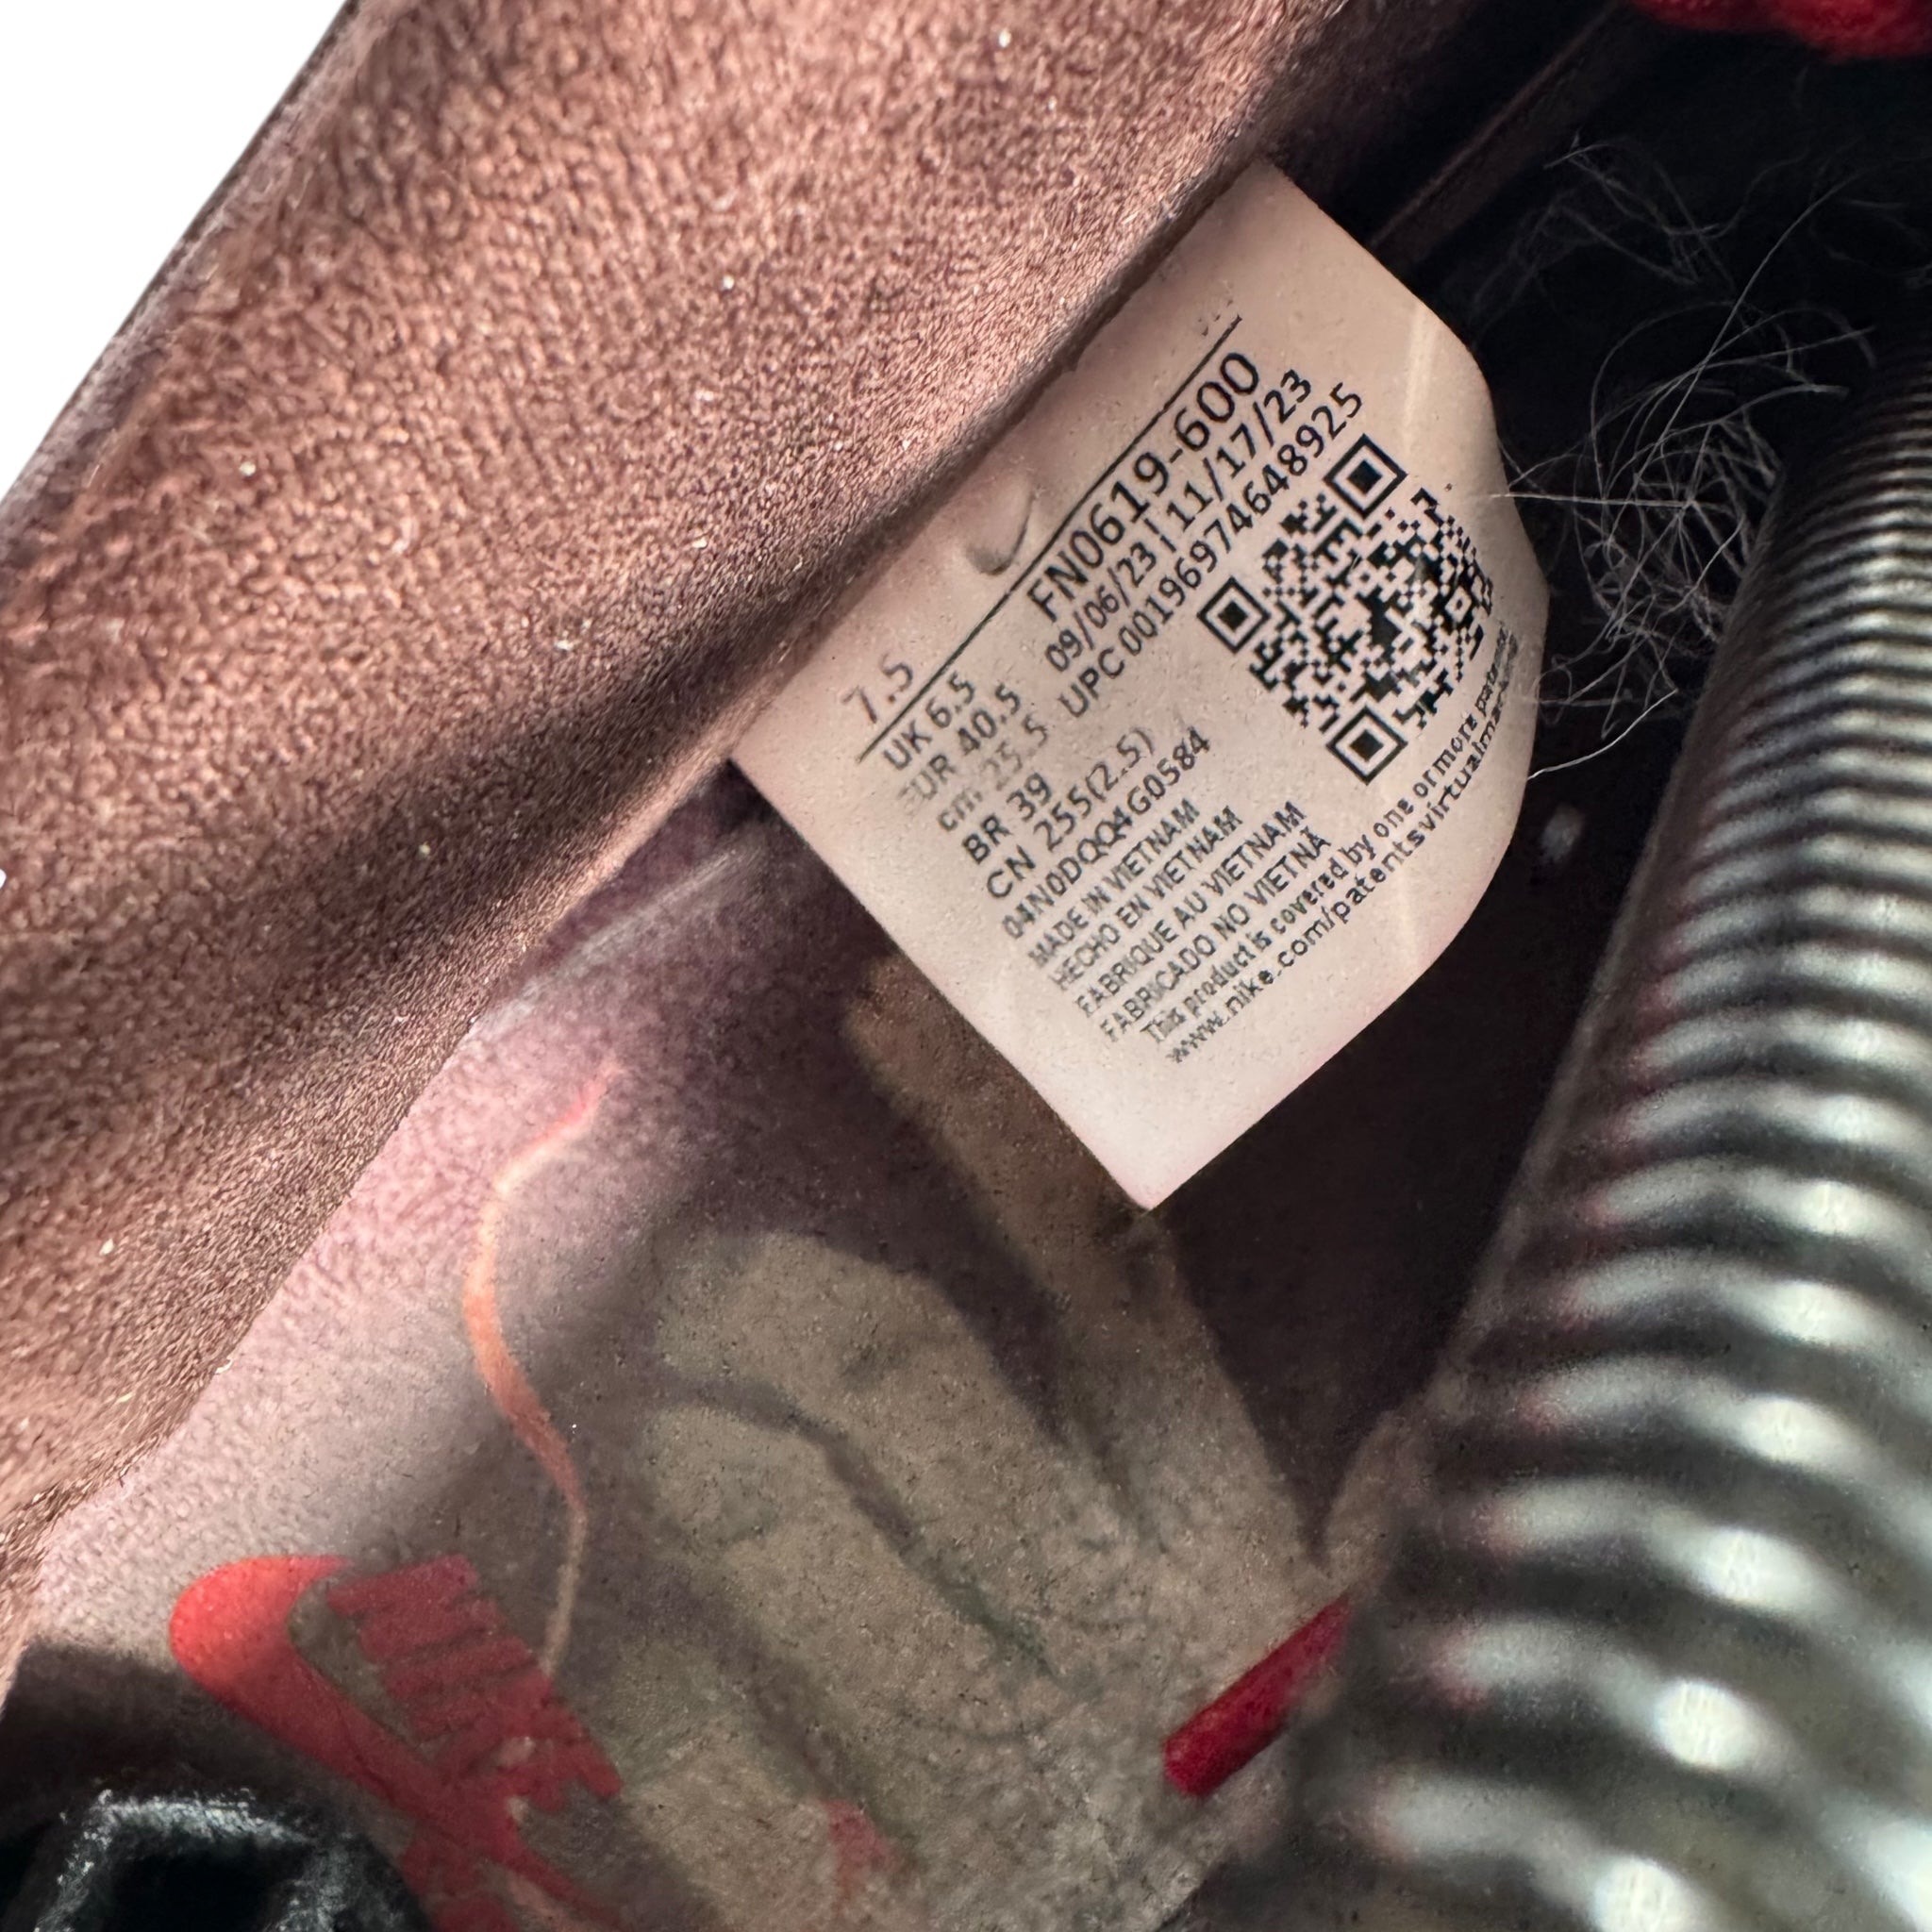 7.5
UK 6.5
EUR 40.5
cm 25.5
BR 39
CN 255(2.5)
FN0619-600
09/06/23 | 11/17/23
UPC 00196974648925
04N0DQQ4G0584
MADE IN VIETNAM
HECHO EN VIETNAM
FABRIQUE AU VIETNAM
FABRICADO NO VIETNÃ
This product is covered by one or more patents
www.nike.com/patentsvirtualmarking